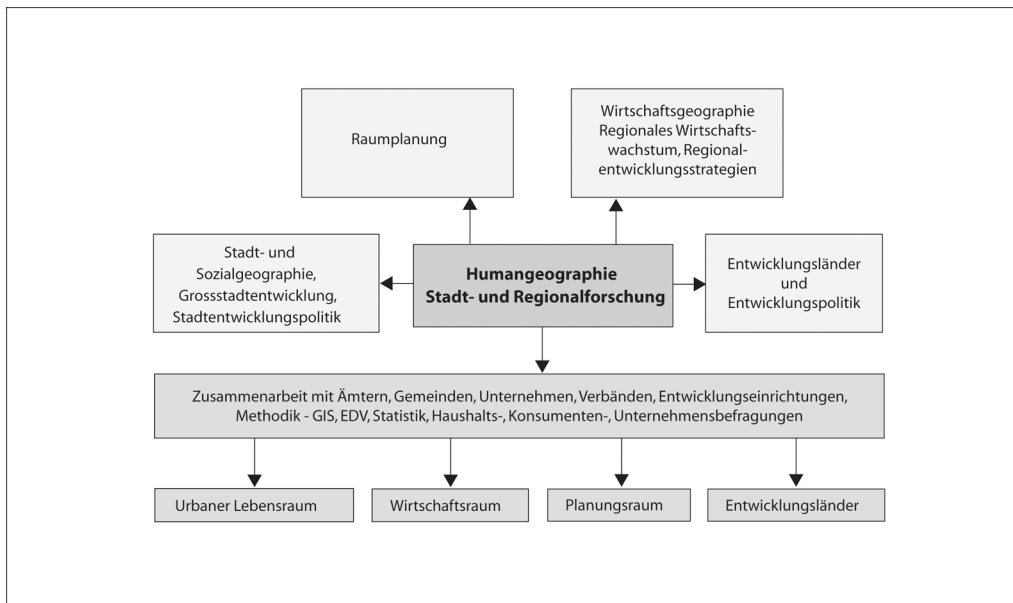 Raumplanung
Wirtschaftsgeographie
Regionales Wirtschafts-
wachstum, Regional-
entwicklungsstrategien
Stadt- und
Sozialgeographie,
Grossstadtentwicklung,
Stadtentwicklungspolitik
Humangeographie
Stadt- und Regionalforschung
Entwicklungsländer
und
Entwicklungspolitik
Zusammenarbeit mit Ämtern, Gemeinden, Unternehmen, Verbänden, Entwicklungseinrichtungen,
Methodik - GIS, EDV, Statistik, Haushalts-, Konsumenten-, Unternehmensbefragungen
Urbaner Lebensraum
Wirtschaftsraum
Planungsraum
Entwicklungsländer